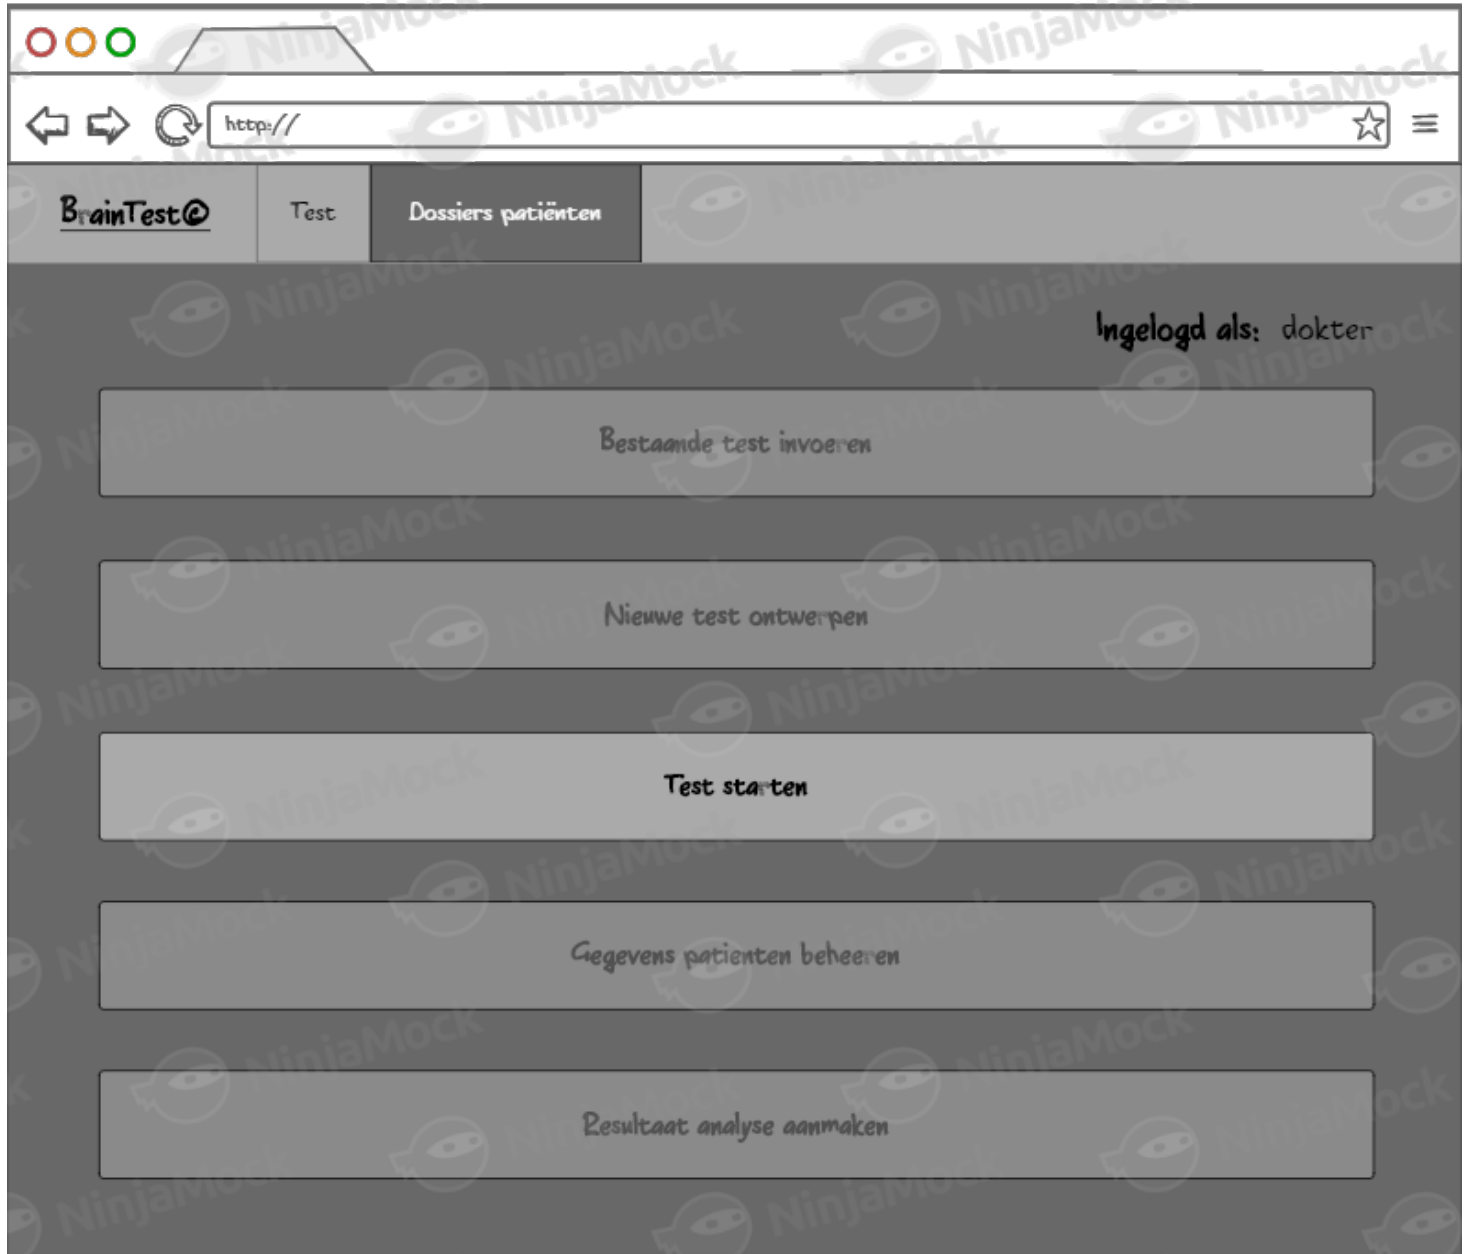 http://
BrainTest© Test Dossiers patiënten
Ingelogd als: dokter
Bestaande test invoeren
Nieuwe test ontwerpen
Test starten
Gegevens patienten beheeren
Resultaat analyse aanmaken
NinjaMock